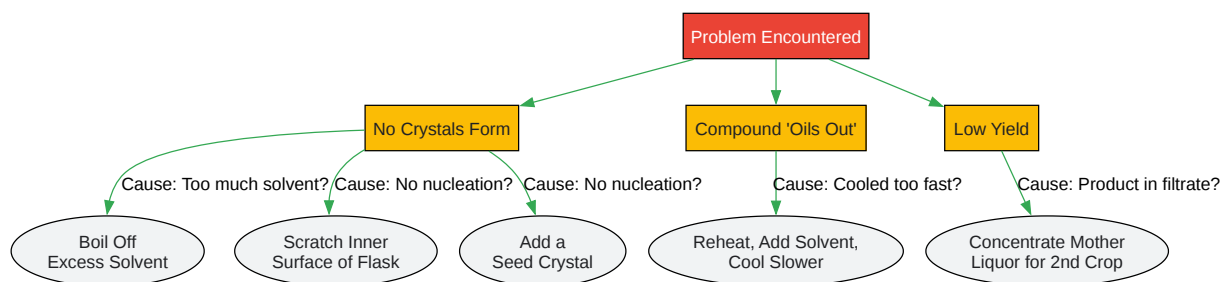 Problem Encountered
No Crystals Form
Compound 'Oils Out'
Low Yield
Cause: Too much solvent?
Cause: No nucleation?
Cause: No nucleation?
Cause: Cooled too fast?
Cause: Product in filtrate?
Boil Off
Excess Solvent
Scratch Inner
Surface of Flask
Add a
Seed Crystal
Reheat, Add Solvent,
Cool Slower
Concentrate Mother
Liquor for 2nd Crop